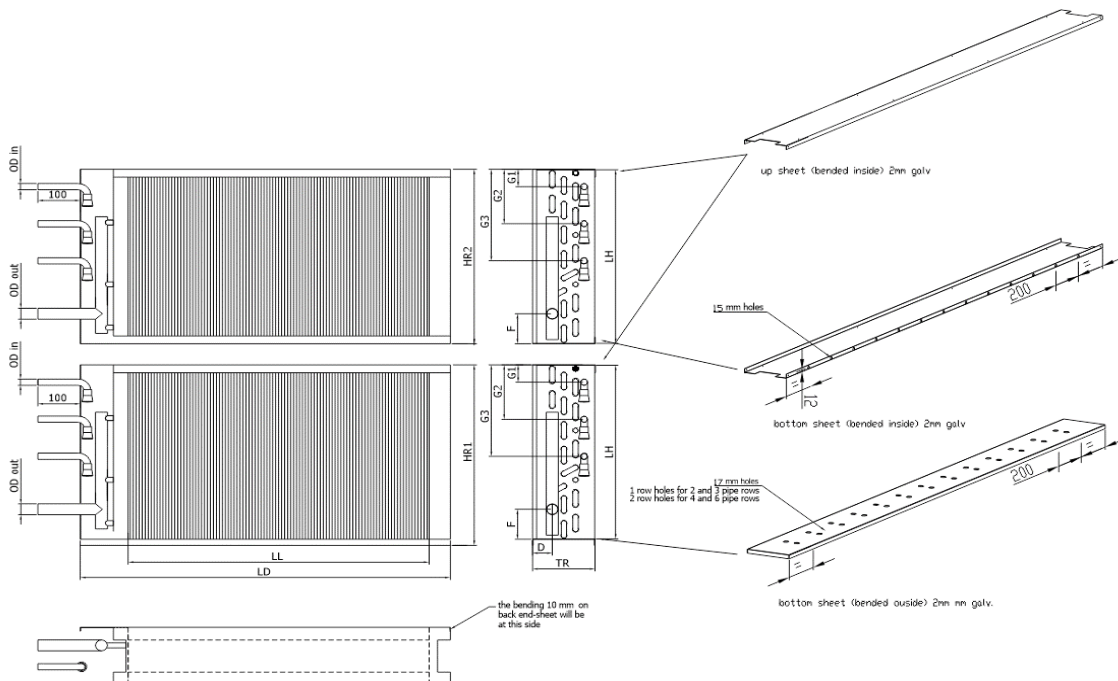 up sheet (bended inside) 2mm galv
OD in
100
OD out
HR2
G1
G2
G3
F
LH
15 mm holes
200
=
=
12
bottom sheet (bended inside) 2mm galv
OD in
100
OD out
HR1
G1
G2
G3
F
LH
D
TR
LL
LD
17 mm holes
1 row holes for 2 and 3 pipe rows
2 row holes for 4 and 6 pipe rows
200
=
=
bottom sheet (bended ouside) 2mm mm galv.
the bending 10 mm on
back end-sheet will be
at this side